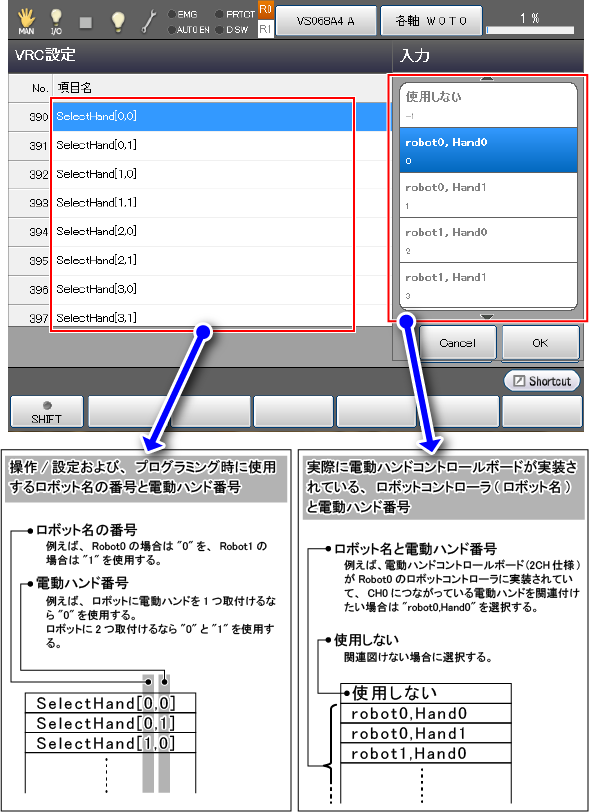 MAN
I/O
EMG
PRTCT
AUTO EN
DSW
R0
R1
VS068A4 A
各軸 W0T0
1 %
VRC設定
入力
No. 項目名
390 SelectHand[0,0]
391 SelectHand[0,1]
392 SelectHand[1,0]
393 SelectHand[1,1]
394 SelectHand[2,0]
395 SelectHand[2,1]
396 SelectHand[3,0]
397 SelectHand[3,1]
使用しない
-1
robot0, Hand0
0
robot0, Hand1
1
robot1, Hand0
2
robot1, Hand1
3
Cancel
OK
Shortcut
SHIFT
操作/設定および、プログラミング時に使用
するロボット名の番号と電動ハンド番号
ロボット名の番号
例えば、Robot0 の場合は "0" を、Robot1 の
場合は "1" を使用する。
電動ハンド番号
例えば、ロボットに電動ハンドを1つ取付けるな
ら "0" を使用する。
ロボットに2つ取付けるなら "0" と "1" を使用す
る。
SelectHand[0,0]
SelectHand[0,1]
SelectHand[1,0]
実際に電動ハンドコントロールボードが実装さ
れている、ロボットコントローラ(ロボット名)
と電動ハンド番号
ロボット名と電動ハンド番号
例えば、電動ハンドコントロールボード(2CH仕様)
が Robot0 のロボットコントローラに実装されてい
て、CH0 につながっている電動ハンドを関連付け
たい場合は "robot0,Hand0" を選択する。
使用しない
関連図けない場合に選択する。
使用しない
robot0,Hand0
robot0,Hand1
robot1,Hand0